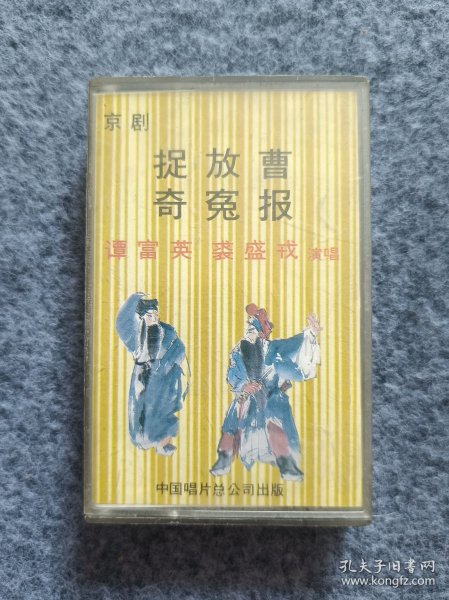 京剧
捉放曹
奇冤报
谭富英 裘盛戎 演唱
中国唱片总公司出版
孔夫子旧书网
www.kongfz.com